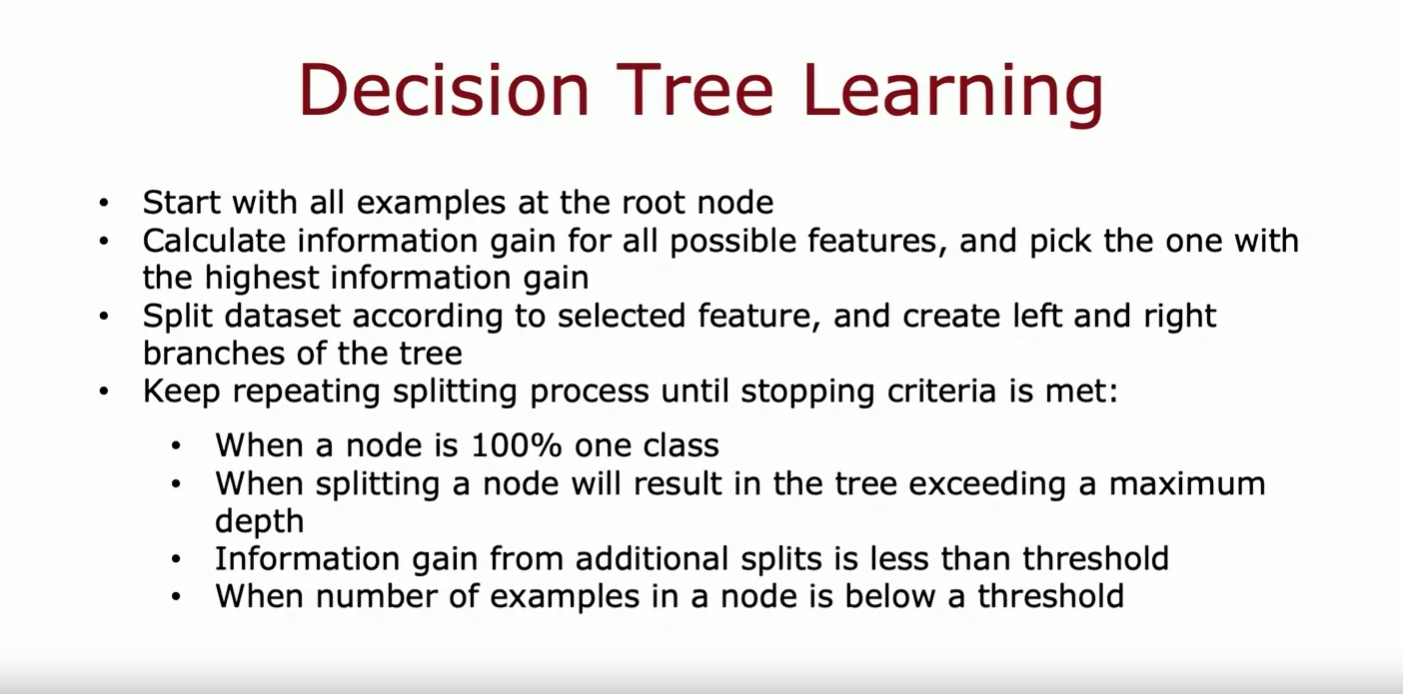 Decision Tree Learning
• Start with all examples at the root node
• Calculate information gain for all possible features, and pick the one with
the highest information gain
• Split dataset according to selected feature, and create left and right
branches of the tree
• Keep repeating splitting process until stopping criteria is met:
• When a node is 100% one class
• When splitting a node will result in the tree exceeding a maximum
depth
• Information gain from additional splits is less than threshold
• When number of examples in a node is below a threshold